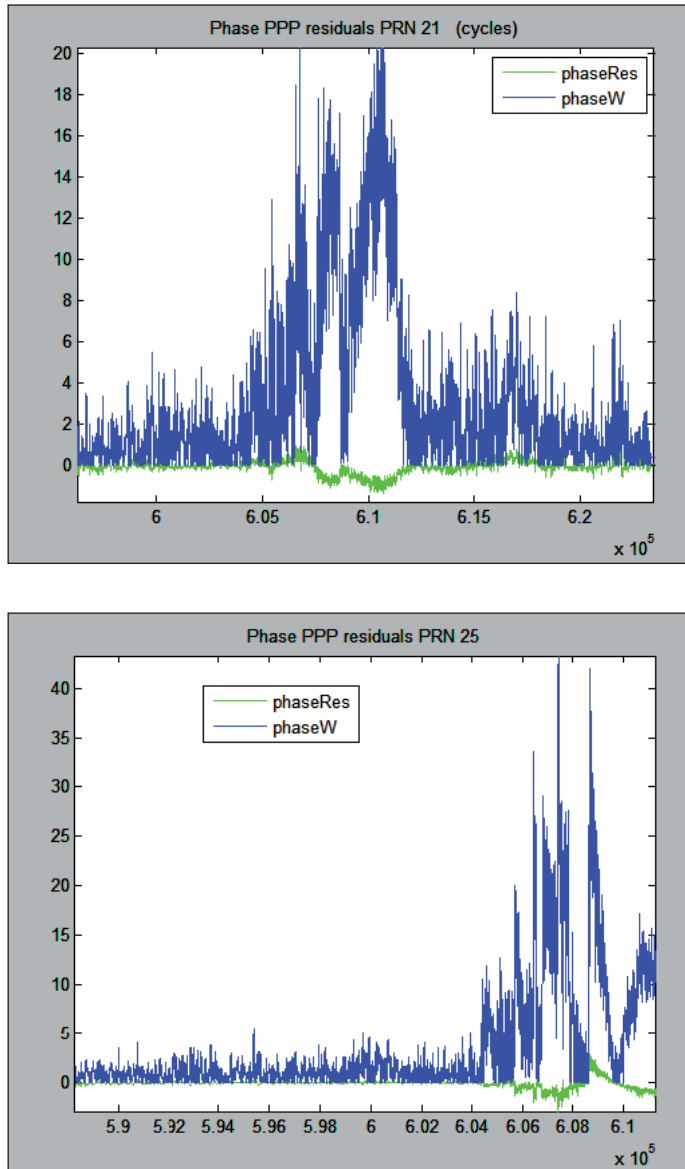 Phase PPP residuals PRN 21 (cycles)
20
18
16
14
12
10
8
6
4
2
0
phaseRes
phaseW
6 6.05 6.1 6.15 6.2
x 10^5
Phase PPP residuals PRN 25
40
35
30
25
20
15
10
5
0
phaseRes
phaseW
5.9 5.92 5.94 5.96 5.98 6 6.02 6.04 6.06 6.08 6.1
x 10^5